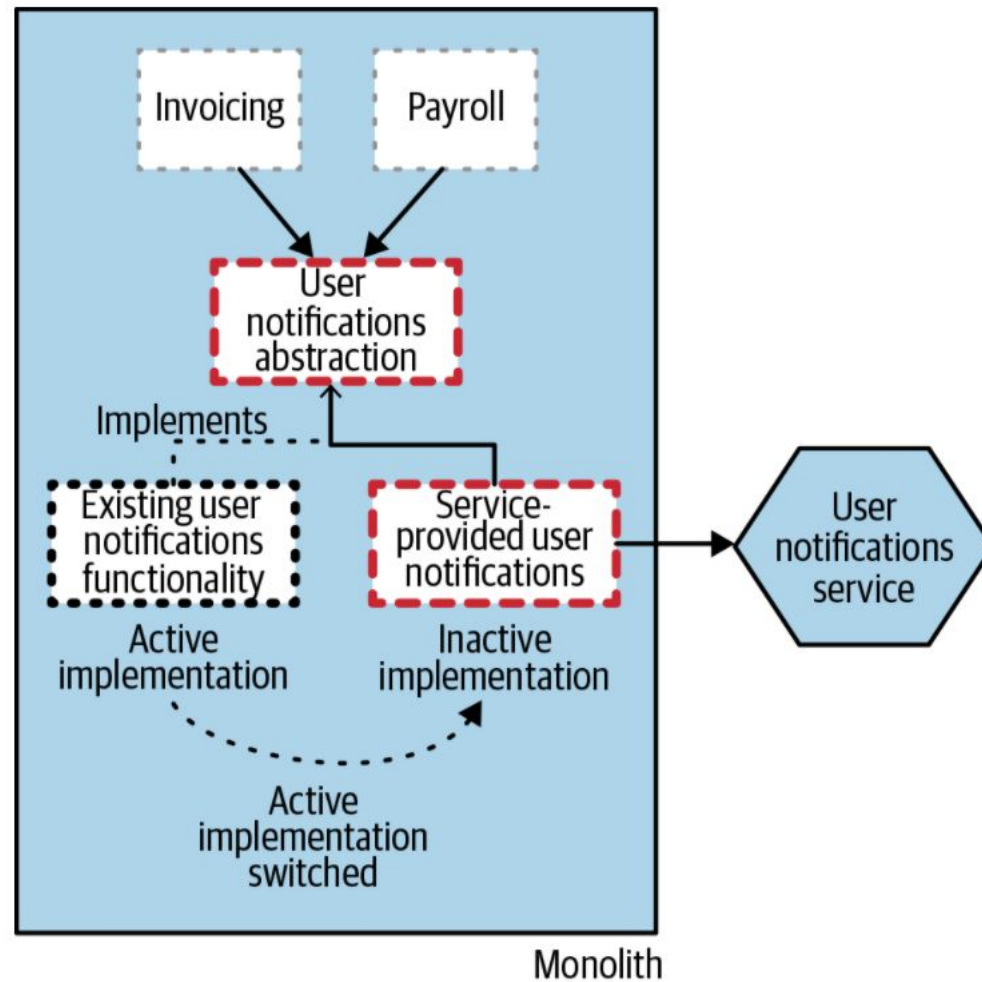 Invoicing
Payroll
User
notifications
abstraction
Implements
Existing user
notifications
functionality
Service-
provided user
notifications
User
notifications
service
Active
implementation
Inactive
implementation
Active
implementation
switched
Monolith